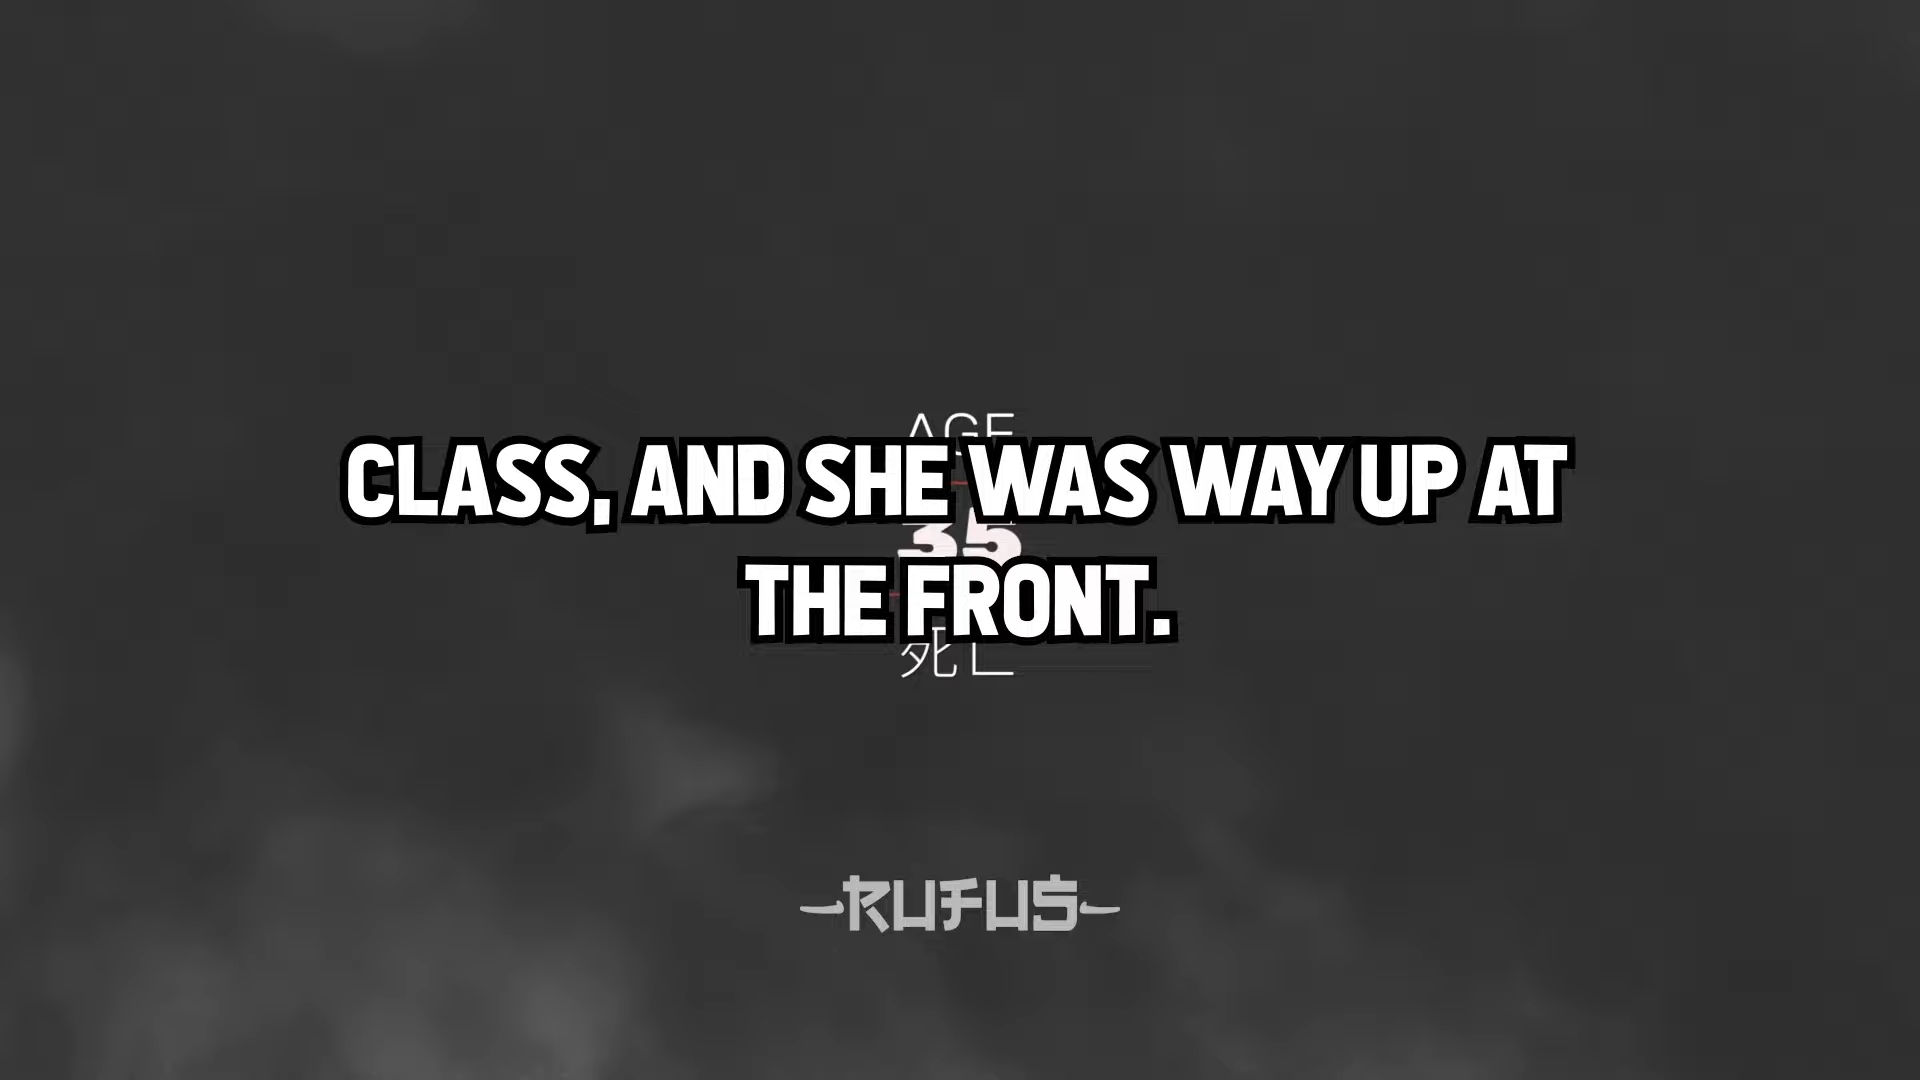 AGE
CLASS, AND SHE WAS WAY UP AT
35
THE FRONT.
死亡
RUFUS